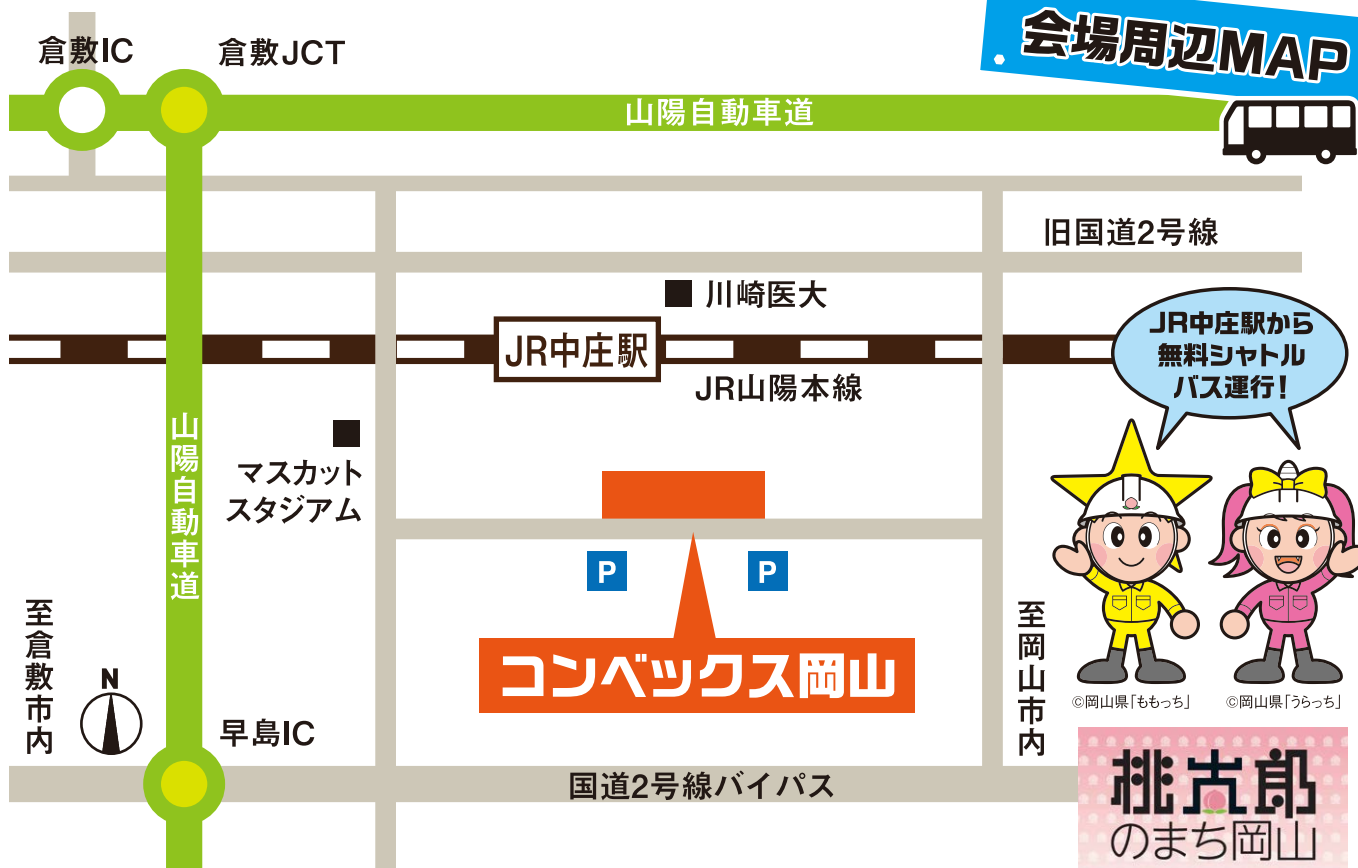 会場周辺MAP
倉敷IC
倉敷JCT
山陽自動車道
旧国道2号線
川崎医大
JR中庄駅
JR山陽本線
JR中庄駅から
無料シャトル
バス運行!
山陽自動車道
マスカット
スタジアム
P
P
コンベックス岡山
至倉敷市内
N
早島IC
至岡山市内
©岡山県「ももっち」
©岡山県「うらっち」
国道2号線バイパス
桃太郎
のまち岡山